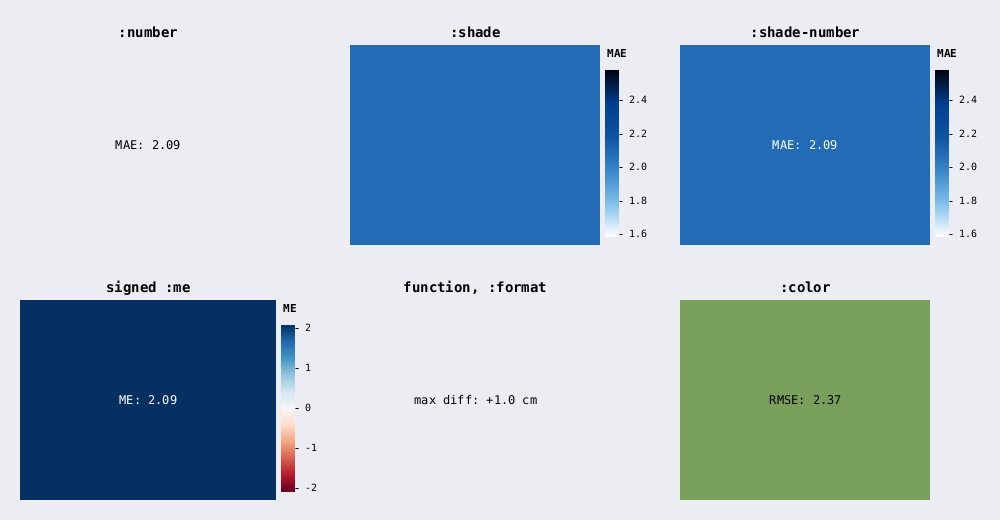 :number
MAE: 2.09
:shade
MAE
2.4
2.2
2.0
1.8
1.6
:shade-number
MAE: 2.09
MAE
2.4
2.2
2.0
1.8
1.6
signed :me
ME: 2.09
ME
2
1
0
-1
-2
function, :format
max diff: +1.0 cm
:color
RMSE: 2.37